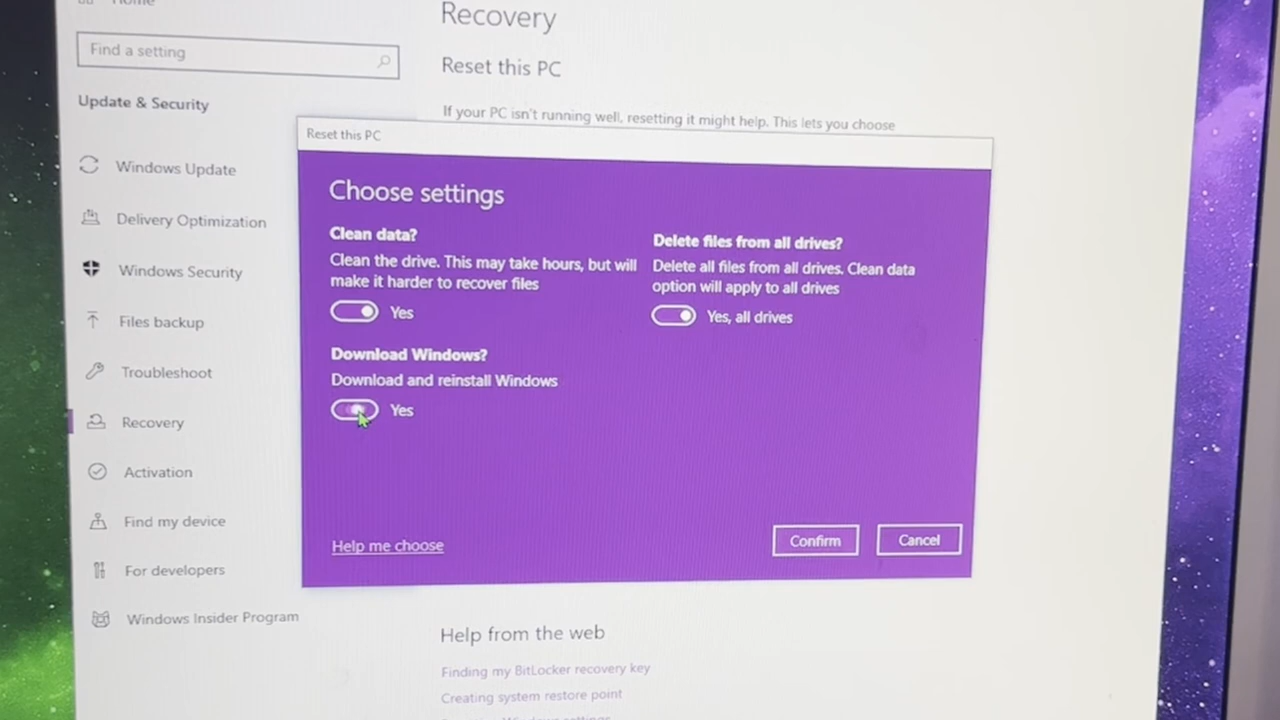 Home
Find a setting
Update & Security
Windows Update
Delivery Optimization
Windows Security
Files backup
Troubleshoot
Recovery
Activation
Find my device
For developers
Windows Insider Program
Recovery
Reset this PC
If your PC isn't running well, resetting it might help. This lets you choose
Reset this PC
Choose settings
Clean data?
Clean the drive. This may take hours, but will
make it harder to recover files
Yes
Delete files from all drives?
Delete all files from all drives. Clean data
option will apply to all drives
Yes, all drives
Download Windows?
Download and reinstall Windows
Yes
Help me choose
Confirm
Cancel
Help from the web
Finding my BitLocker recovery key
Creating system restore point